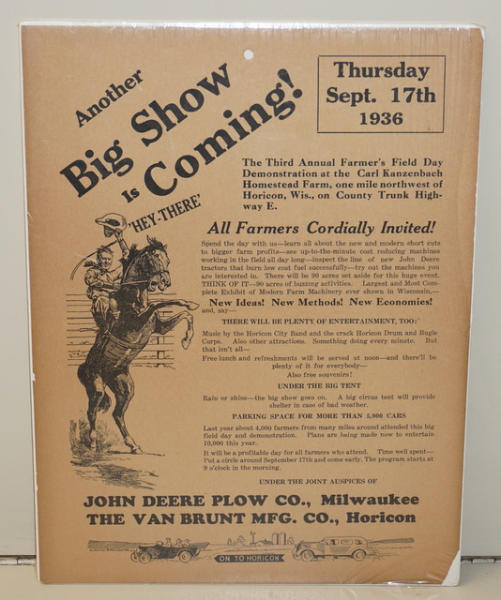 Another
Big Show
Is Coming!
'HEY-THERE'
Thursday
Sept. 17th
1936
The Third Annual Farmer's Field Day
Demonstration at the Carl Kanzenbach
Homestead Farm, one mile northwest of
Horicon, Wis., on County Trunk High-
way E.
All Farmers Cordially Invited!
Spend the day with us—learn all about the new and modern short cuts
to bigger farm profits—see up-to-the-minute cost reducing machines
working in the field all day long—inspect the line of new John Deere
tractors that burn low cost fuel successfully—try out the machines you
are interested in. There will be 90 acres set aside for this huge event.
THINK OF IT—90 acres of buzzing activities. Largest and Most Com-
plete Exhibit of Modern Farm Machinery ever shown in Wisconsin,—
New Ideas! New Methods! New Economies!
and, say—
THERE WILL BE PLENTY OF ENTERTAINMENT, TOO:
Music by the Horicon City Band and the crack Horicon Drum and Bugle
Corps. Also other attractions. Something doing every minute. But
that isn't all—
Free lunch and refreshments will be served at noon—and there'll be
plenty of it for everybody—
Also free souvenirs!
UNDER THE BIG TENT
Rain or shine—the big show goes on. A big circus tent will provide
shelter in case of bad weather.
PARKING SPACE FOR MORE THAN 5,000 CARS
Last year about 4,000 farmers from many miles around attended this big
field day and demonstration. Plans are being made now to entertain
10,000 this year.
It will be a profitable day for all farmers who attend. Time well spent—
Put a circle around September 17th and come early. The program starts at
9 o'clock in the morning.
UNDER THE JOINT AUSPICES OF
JOHN DEERE PLOW CO., Milwaukee
THE VAN BRUNT MFG. CO., Horicon
ON TO HORICON